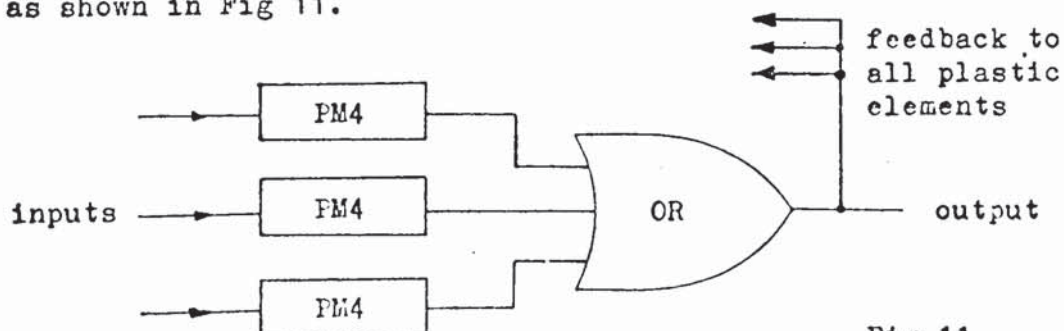 as shown in Fig 11.
feedback to
all plastic
elements
PM4
inputs
PM4
OR
output
PM4
Fig 11